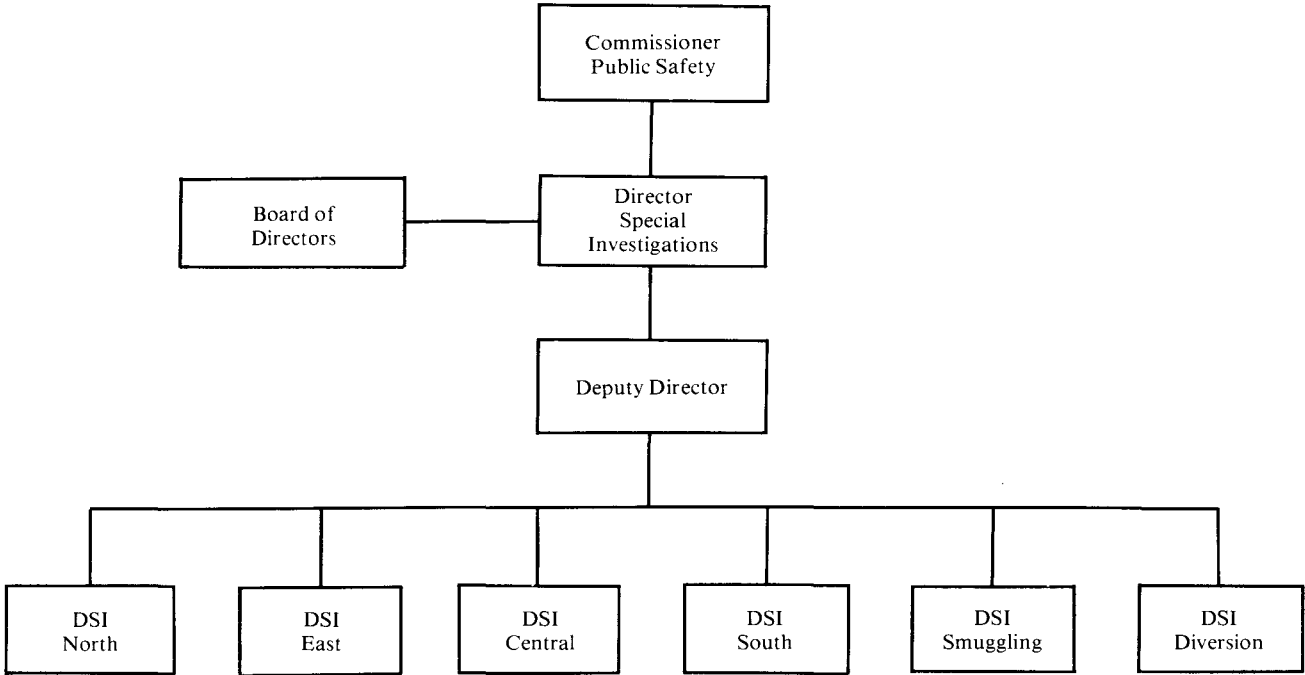 Commissioner
Public Safety
Board of
Directors
Director
Special
Investigations
Deputy Director
DSI
North
DSI
East
DSI
Central
DSI
South
DSI
Smuggling
DSI
Diversion